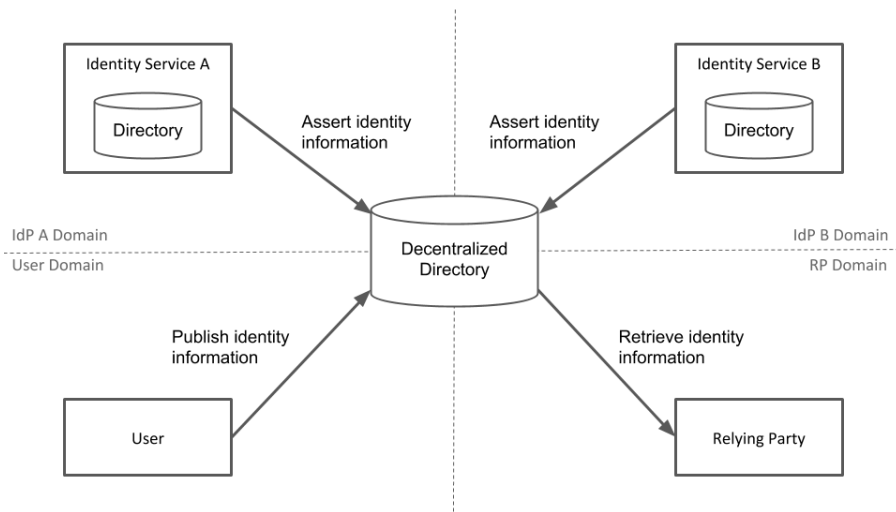 Identity Service A
Directory
Identity Service B
Directory
Assert identity
information
Assert identity
information
IdP A Domain
User Domain
Decentralized
Directory
IdP B Domain
RP Domain
Publish identity
information
Retrieve identity
information
User
Relying Party